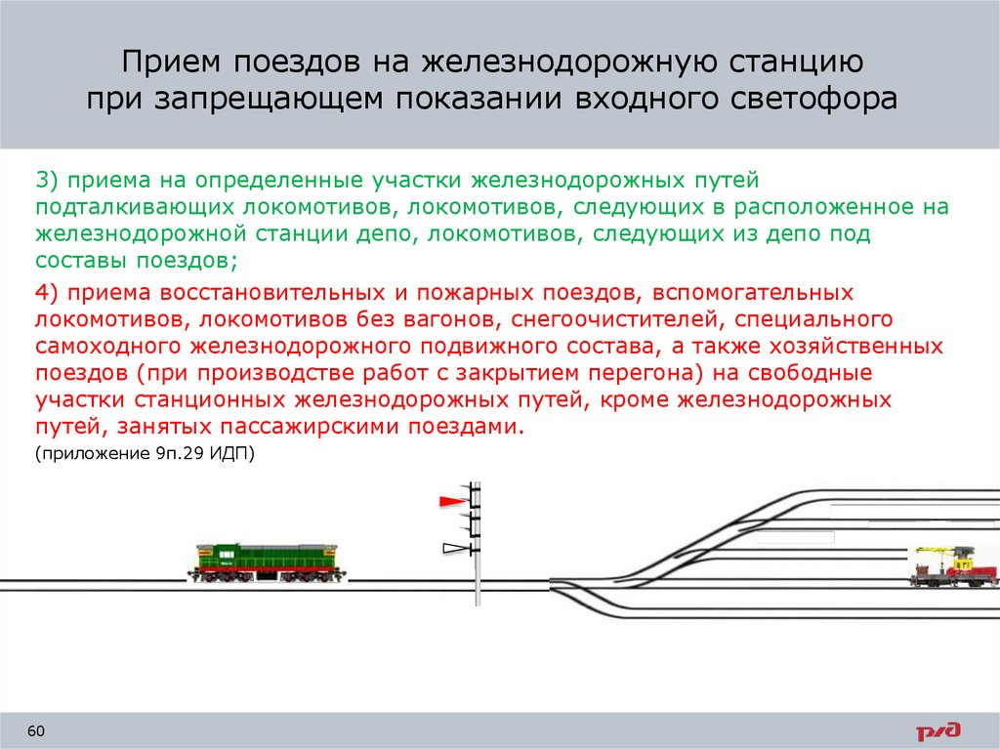 Прием поездов на железнодорожную станцию
при запрещающем показании входного светофора
3) приема на определенные участки железнодорожных путей
подталкивающих локомотивов, локомотивов, следующих в расположенное на
железнодорожной станции депо, локомотивов, следующих из депо под
составы поездов;
4) приема восстановительных и пожарных поездов, вспомогательных
локомотивов, локомотивов без вагонов, снегоочистителей, специального
самоходного железнодорожного подвижного состава, а также хозяйственных
поездов (при производстве работ с закрытием перегона) на свободные
участки станционных железнодорожных путей, кроме железнодорожных
путей, занятых пассажирскими поездами.
(приложение 9п.29 ИДП)
60
ржд